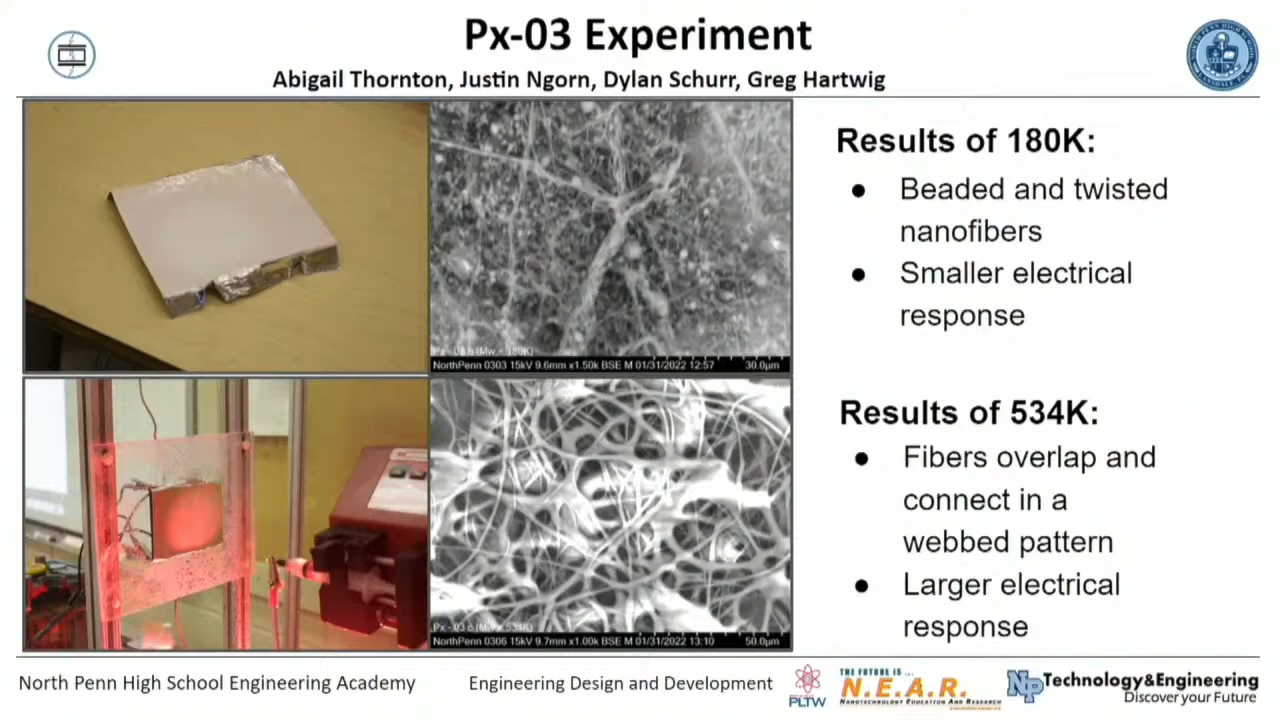 Px-03 Experiment
Abigail Thornton, Justin Ngorn, Dylan Schurr, Greg Hartwig
Results of 180K:
● Beaded and twisted
nanofibers
● Smaller electrical
response
NorthPenn 0303 15kV 9.6mm x1.50k BSE M 01/31/2022 12:57 30.0μm
Results of 534K:
● Fibers overlap and
connect in a
webbed pattern
● Larger electrical
response
NorthPenn 0306 15kV 9.7mm x1.00k BSE M 01/31/2022 13:10 50.0μm
North Penn High School Engineering Academy
Engineering Design and Development
PLTW
THE FUTURE IS ...
N.E.A.R.
NANOTECHNOLOGY EDUCATION AND RESEARCH
NP Technology&Engineering
Discover your Future